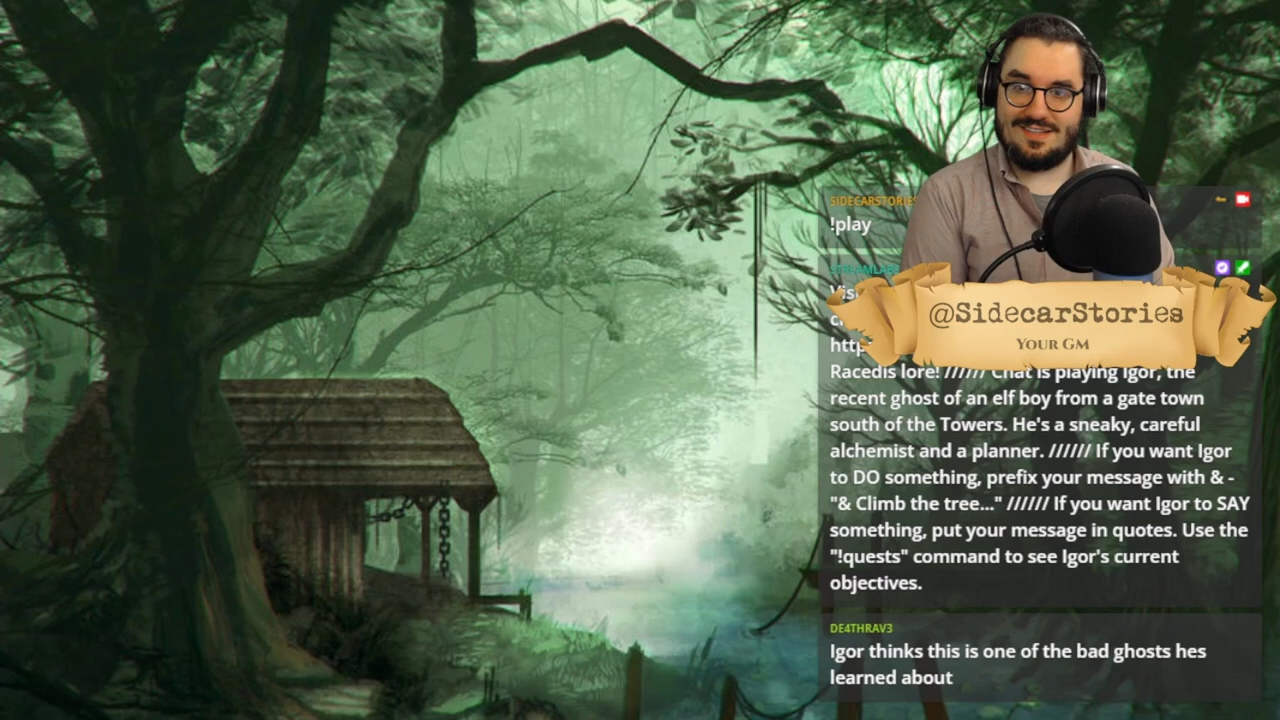 SIDECARSTORIES
!play
@SidecarStories
YOUR GM
STREAMLABS
Racedis lore! ////// Chat is playing Igor, the
recent ghost of an elf boy from a gate town
south of the Towers. He's a sneaky, careful
alchemist and a planner. ////// If you want Igor
to DO something, prefix your message with & -
"& Climb the tree..." ////// If you want Igor to SAY
something, put your message in quotes. Use the
"!quests" command to see Igor's current
objectives.
DE4THRAV3
Igor thinks this is one of the bad ghosts hes
learned about